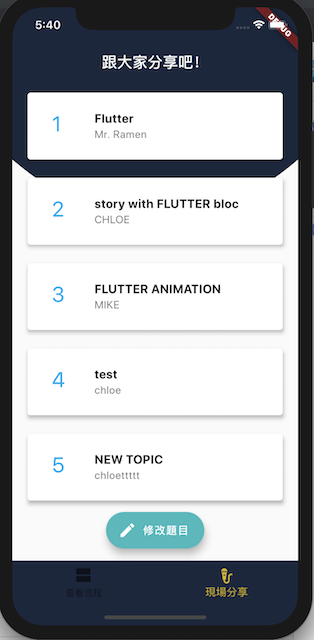 5:40
DEBUG
跟大家分享吧!
1
Flutter
Mr. Ramen
2
story with FLUTTER bloc
CHLOE
3
FLUTTER ANIMATION
MIKE
4
test
chloe
5
NEW TOPIC
chloettttt
修改題目
查看流程
現場分享